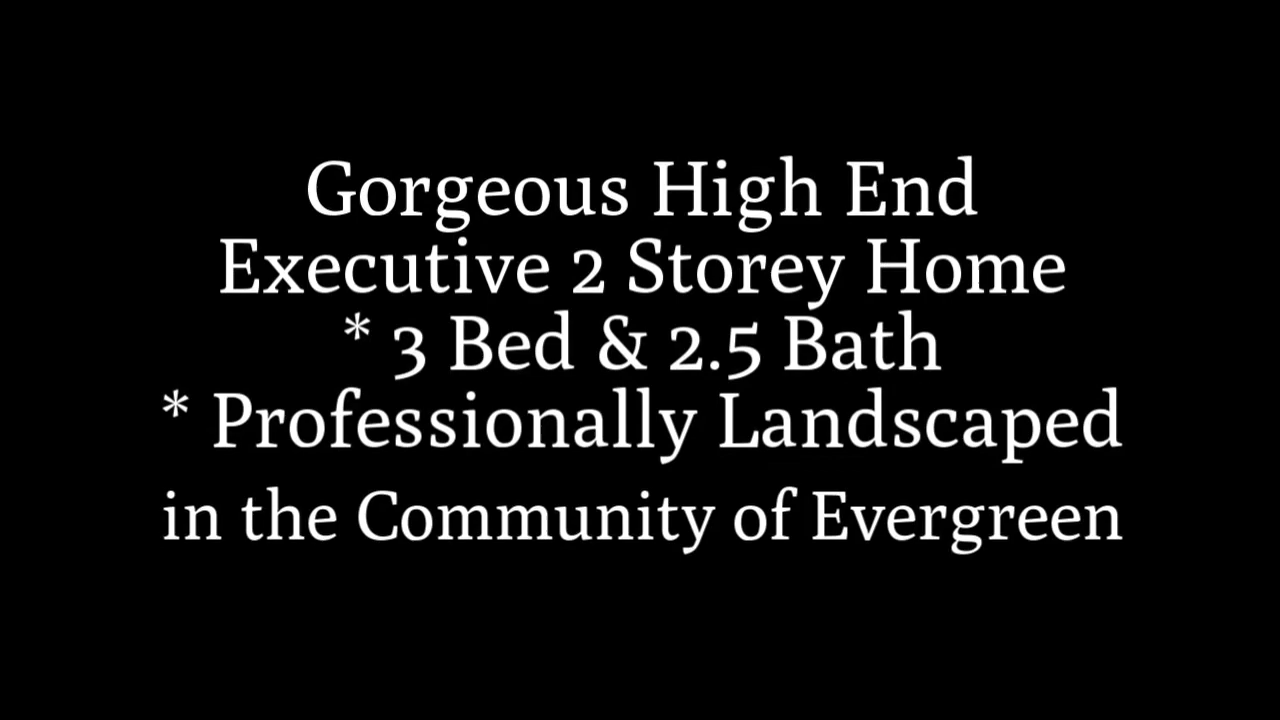 Gorgeous High End
Executive 2 Storey Home
* 3 Bed & 2.5 Bath
* Professionally Landscaped
in the Community of Evergreen